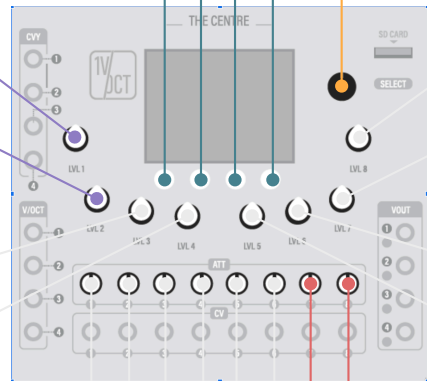 THE CENTRE
SD CARD
CVY
1
1V/OCT
2
SELECT
3
LVL 1
LVL 8
4
LVL 2
LVL 7
V/OCT
VOUT
LVL 3
LVL 6
LVL 4
LVL 5
1
1
2
ATT
2
3
3
CV
4
4